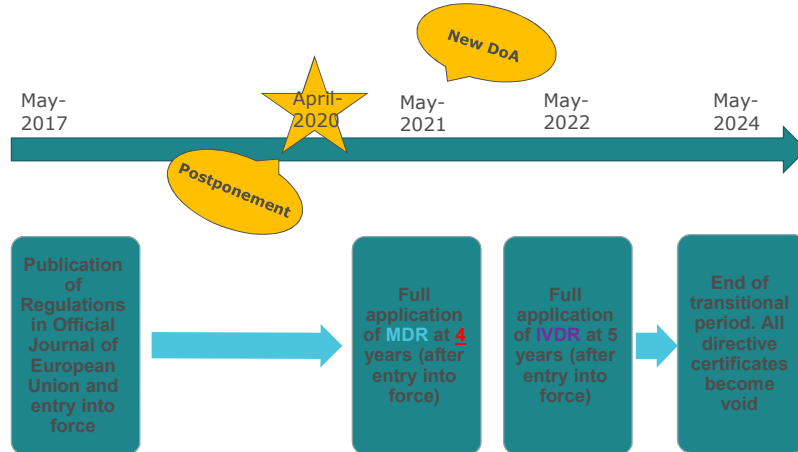 New DoA
May-
2017
April-
2020
May-
2021
May-
2022
May-
2024
Postponement
Publication
of
Regulations
in Official
Journal of
European
Union and
entry into
force
Full
application
of MDR at 4
years (after
entry into
force)
Full
application
of IVDR at 5
years (after
entry into
force)
End of
transitional
period. All
directive
certificates
become
void